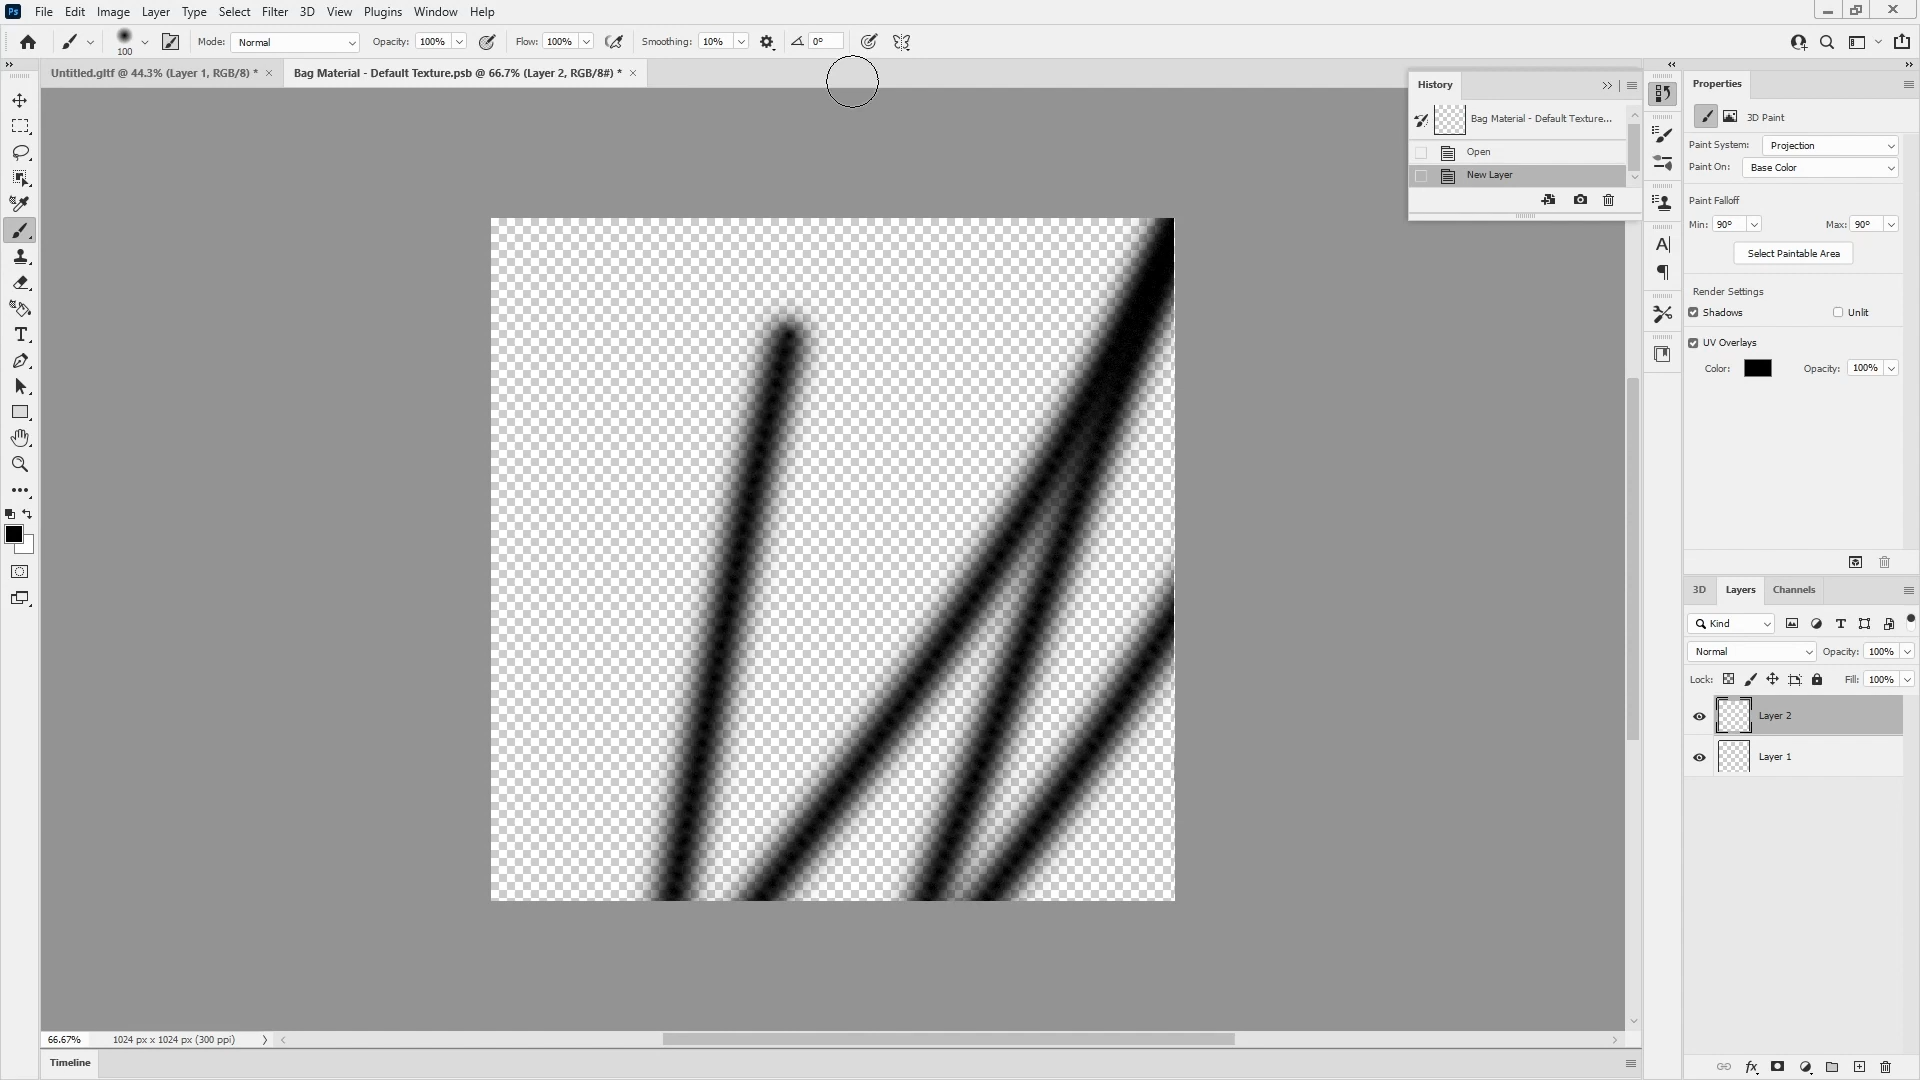 Ps File Edit Image Layer Type Select Filter 3D View Plugins Window Help
100 Mode: Normal Opacity: 100% Flow: 100% Smoothing: 10% 0°
Untitled.gltf @ 44.3% (Layer 1, RGB/8) * × Bag Material - Default Texture.psb @ 66.7% (Layer 2, RGB/8#) * ×
History
Bag Material - Default Texture...
Open
New Layer
Properties
3D Paint
Paint System: Projection
Paint On: Base Color
Paint Falloff
Min: 90° Max: 90°
Select Paintable Area
Render Settings
Shadows Unlit
UV Overlays
Color: Opacity: 100%
3D Layers Channels
Kind
Normal Opacity: 100%
Lock: Fill: 100%
Layer 2
Layer 1
66.67% 1024 px x 1024 px (300 ppi)
Timeline